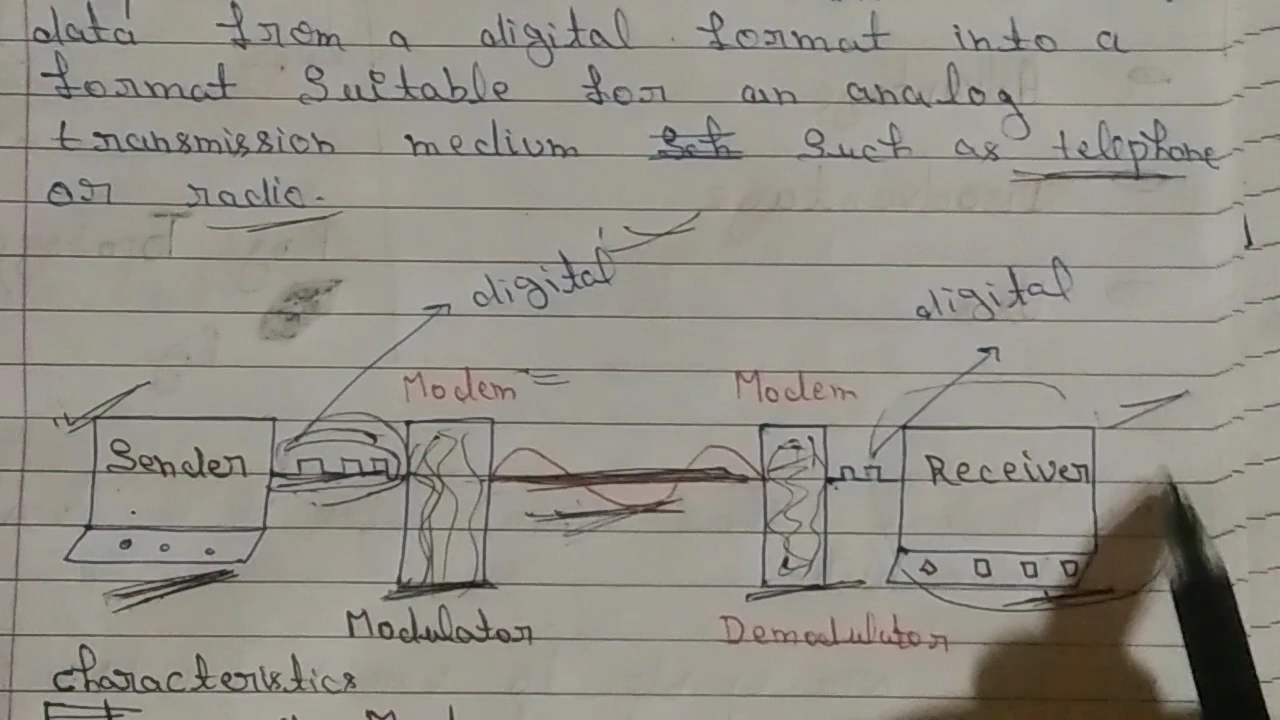 data from a digital format into a
format Suitable for an analog
transmission medium such as telephone
or radio.
digital
digital
Modem
Modem
Sender
Receiver
Modulator
Demodulator
characteristics